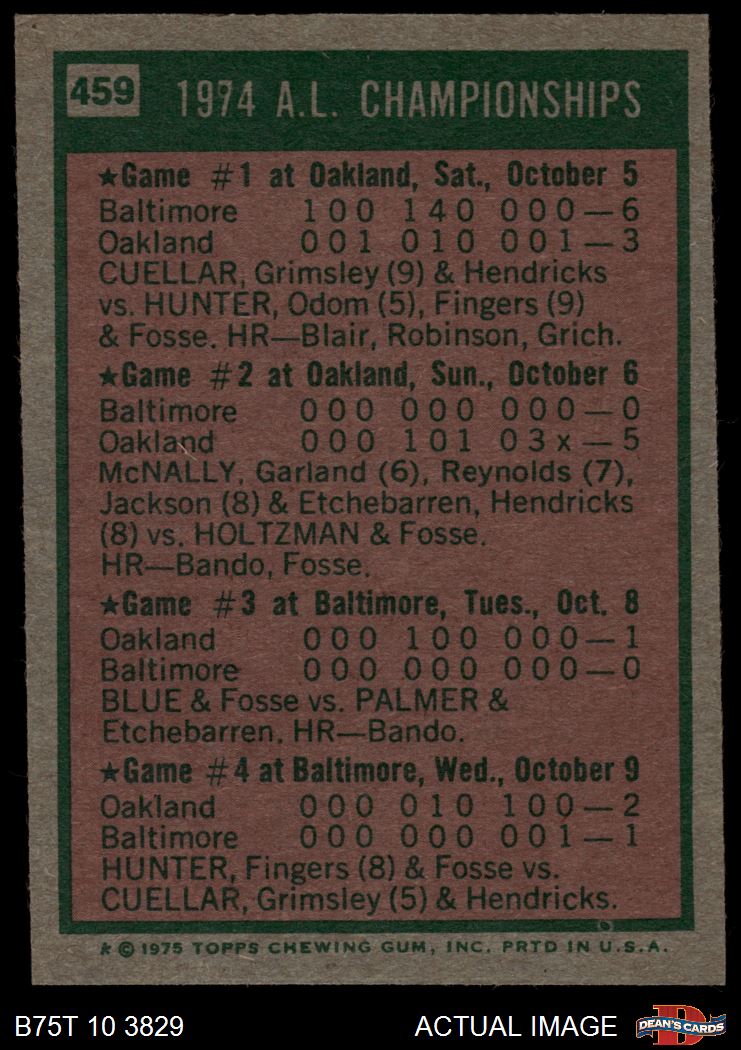 459 1974 A.L. CHAMPIONSHIPS
★Game #1 at Oakland, Sat., October 5
Baltimore 100 140 000—6
Oakland 001 010 001—3
CUELLAR, Grimsley (9) & Hendricks
vs. HUNTER, Odom (5), Fingers (9)
& Fosse. HR—Blair, Robinson, Grich.
★Game #2 at Oakland, Sun., October 6
Baltimore 000 000 000—0
Oakland 000 101 03x—5
McNALLY, Garland (6), Reynolds (7),
Jackson (8) & Etchebarren, Hendricks
(8) vs. HOLTZMAN & Fosse.
HR—Bando, Fosse.
★Game #3 at Baltimore, Tues., Oct. 8
Oakland 000 100 000—1
Baltimore 000 000 000—0
BLUE & Fosse vs. PALMER &
Etchebarren. HR—Bando.
★Game #4 at Baltimore, Wed., October 9
Oakland 000 010 100—2
Baltimore 000 000 001—1
HUNTER, Fingers (8) & Fosse vs.
CUELLAR, Grimsley (5) & Hendricks.
★ © 1975 TOPPS CHEWING GUM, INC. PRTD IN U.S.A.
B75T 10 3829 ACTUAL IMAGE DEAN'S CARDS